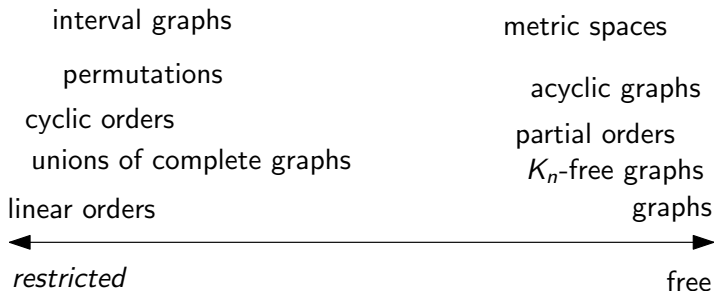 interval graphs
metric spaces
permutations
acyclic graphs
cyclic orders
partial orders
unions of complete graphs
Kn-free graphs
linear orders
graphs
restricted
free